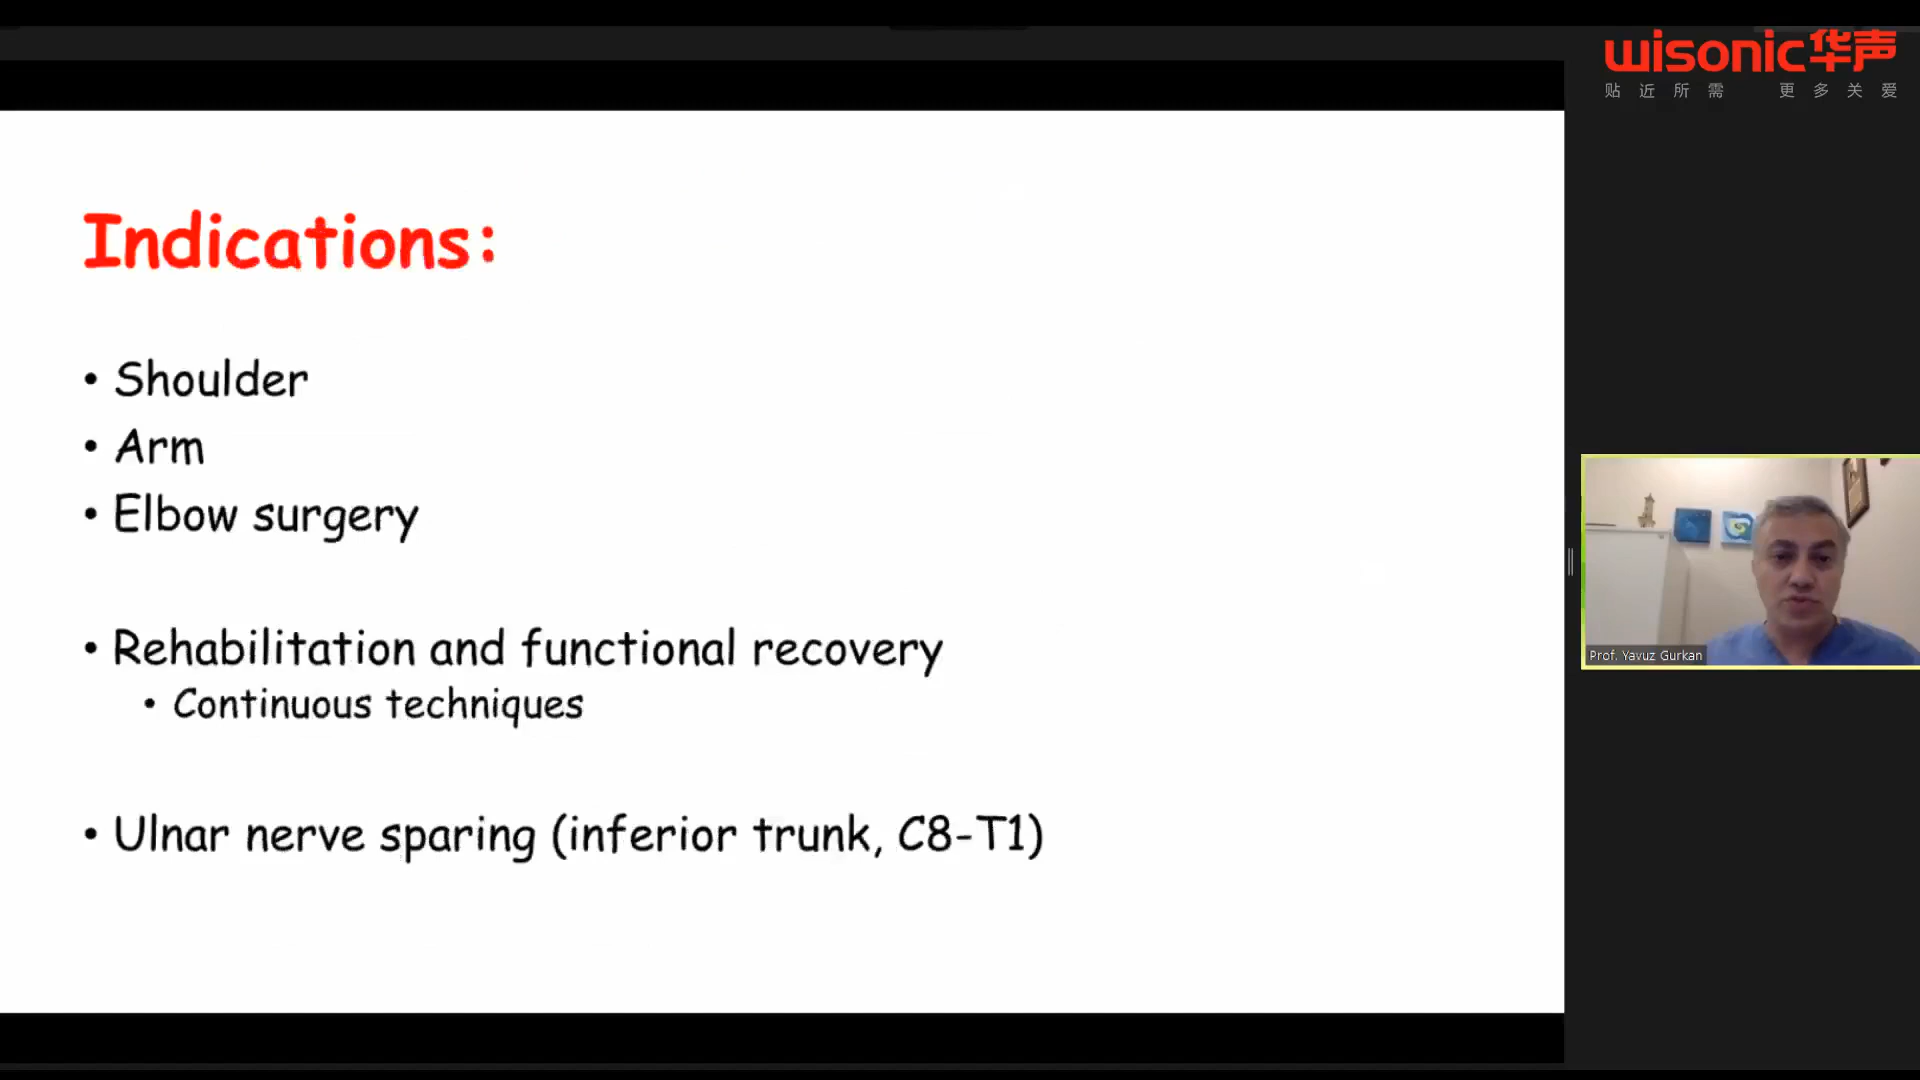 wisonic华声
贴近所需 更多关爱
Indications:
• Shoulder
• Arm
• Elbow surgery
• Rehabilitation and functional recovery
• Continuous techniques
• Ulnar nerve sparing (inferior trunk, C8-T1)
Prof. Yavuz Gurkan